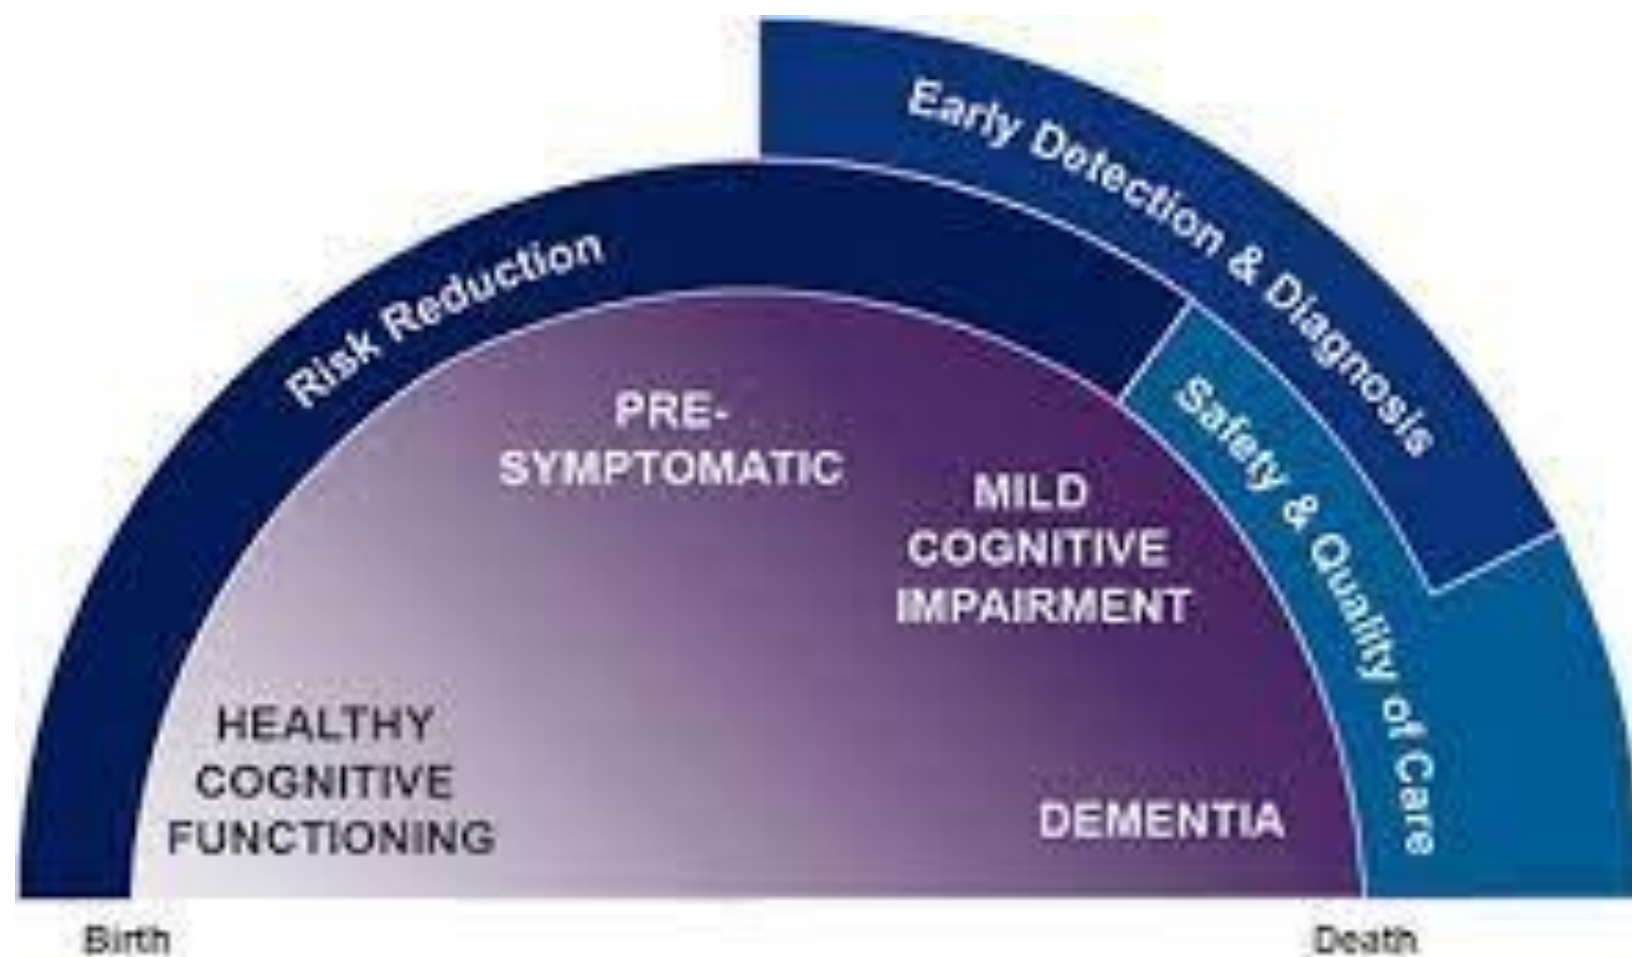 Early Detection & Diagnosis
Risk Reduction
Safety & Quality of Care
PRE-
SYMPTOMATIC
MILD
COGNITIVE
IMPAIRMENT
HEALTHY
COGNITIVE
FUNCTIONING
DEMENTIA
Birth
Death